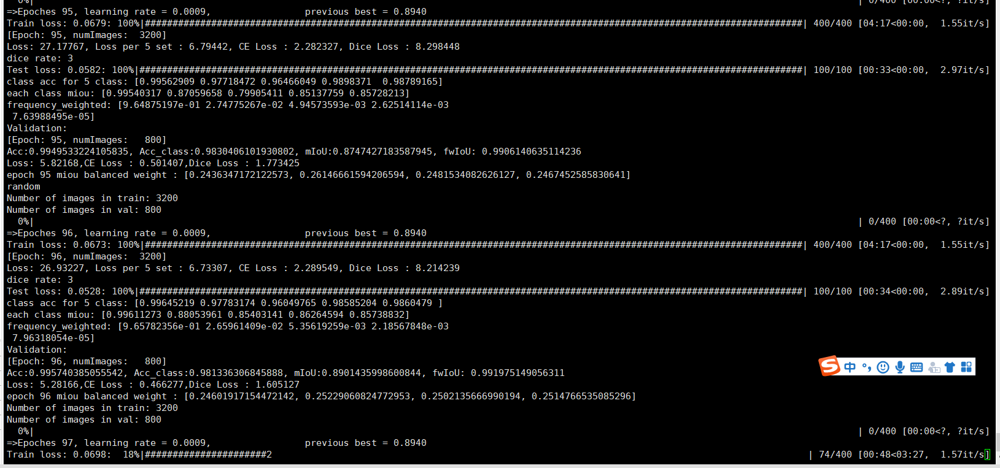 0%| | 0/400 [00:00<?, ?it/s]
=>Epoches 95, learning rate = 0.0009, previous best = 0.8940
Train loss: 0.0679: 100%|#######################################################################################################################| 400/400 [04:17<00:00, 1.55it/s]
[Epoch: 95, numImages: 3200]
Loss: 27.17767, Loss per 5 set : 6.79442, CE Loss : 2.282327, Dice Loss : 8.298448
dice rate: 3
Test loss: 0.0582: 100%|########################################################################################################################| 100/100 [00:33<00:00, 2.97it/s]
class acc for 5 class: [0.99562909 0.97718472 0.96466049 0.9898371  0.98789165]
each class miou: [0.99540317 0.87059658 0.79905411 0.85137759 0.85728213]
frequency_weighted: [9.64875197e-01 2.74775267e-02 4.94573593e-03 2.62514114e-03
7.63988495e-05]
Validation:
[Epoch: 95, numImages: 800]
Acc:0.9949533224105835, Acc_class:0.9830406101930802, mIoU:0.8747427183587945, fwIoU: 0.9906140635114236
Loss: 5.82168,CE Loss : 0.501407,Dice Loss : 1.773425
epoch 95 miou balanced weight : [0.2436347172122573, 0.26146661594206594, 0.2481534082626127, 0.2467452585830641]
random
Number of images in train: 3200
Number of images in val: 800
0%| | 0/400 [00:00<?, ?it/s]
=>Epoches 96, learning rate = 0.0009, previous best = 0.8940
Train loss: 0.0673: 100%|#######################################################################################################################| 400/400 [04:17<00:00, 1.55it/s]
[Epoch: 96, numImages: 3200]
Loss: 26.93227, Loss per 5 set : 6.73307, CE Loss : 2.289549, Dice Loss : 8.214239
dice rate: 3
Test loss: 0.0528: 100%|########################################################################################################################| 100/100 [00:34<00:00, 2.89it/s]
class acc for 5 class: [0.99645219 0.97783174 0.96049765 0.98585204 0.9860479 ]
each class miou: [0.99611273 0.88053961 0.85403141 0.86264594 0.85738832]
frequency_weighted: [9.65782356e-01 2.65961409e-02 5.35619259e-03 2.18567848e-03
7.96318054e-05]
Validation:
[Epoch: 96, numImages: 800]
Acc:0.995740385055542, Acc_class:0.981336306845888, mIoU:0.8901435998600844, fwIoU: 0.991975149056311
Loss: 5.28166,CE Loss : 0.466277,Dice Loss : 1.605127
epoch 96 miou balanced weight : [0.24601917154472142, 0.25229060824772953, 0.2502135666990194, 0.2514766535085296]
Number of images in train: 3200
Number of images in val: 800
0%| | 0/400 [00:00<?, ?it/s]
=>Epoches 97, learning rate = 0.0009, previous best = 0.8940
Train loss: 0.0698: 18%|######################2 | 74/400 [00:48<03:27, 1.57it/s]
S 中 °,